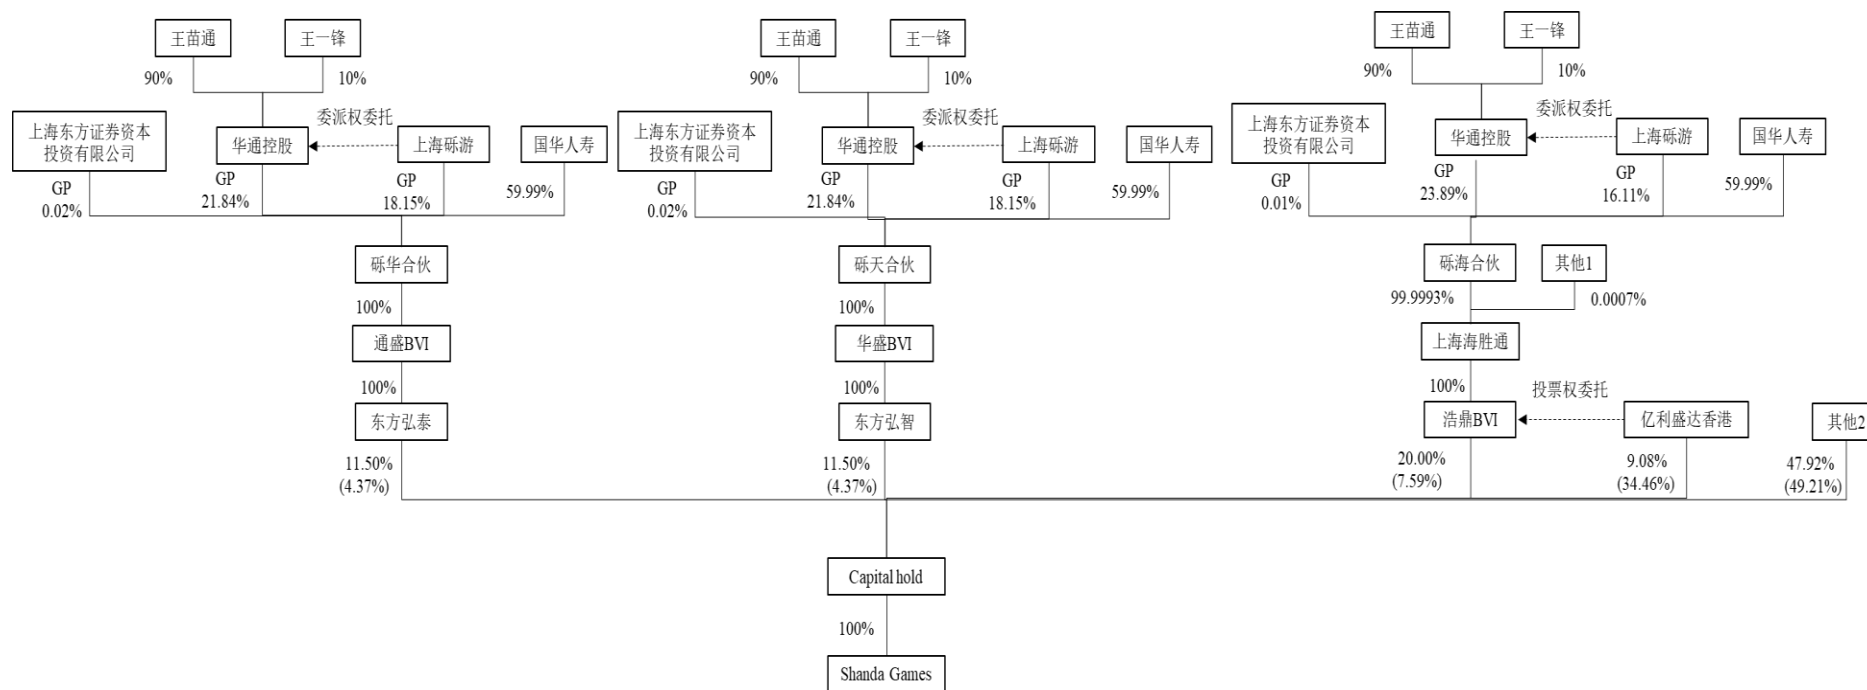 王苗通
王一锋
王苗通
王一锋
王苗通
王一锋
90%
10%
90%
10%
90%
10%
上海东方证券资本
投资有限公司
华通控股
委派权委托
上海砾游
国华人寿
上海东方证券资本
投资有限公司
华通控股
委派权委托
上海砾游
国华人寿
上海东方证券资本
投资有限公司
华通控股
委派权委托
上海砾游
国华人寿
GP
0.02%
GP
21.84%
GP
18.15%
59.99%
GP
0.02%
GP
21.84%
GP
18.15%
59.99%
GP
0.01%
GP
23.89%
GP
16.11%
59.99%
砾华合伙
砾天合伙
砾海合伙
其他1
100%
100%
99.9993%
0.0007%
通盛BVI
华盛BVI
上海海胜通
100%
100%
100%
投票权委托
东方弘泰
东方弘智
浩鼎BVI
亿利盛达香港
其他2
11.50%
(4.37%)
11.50%
(4.37%)
20.00%
(7.59%)
9.08%
(34.46%)
47.92%
(49.21%)
Capital hold
100%
Shanda Games